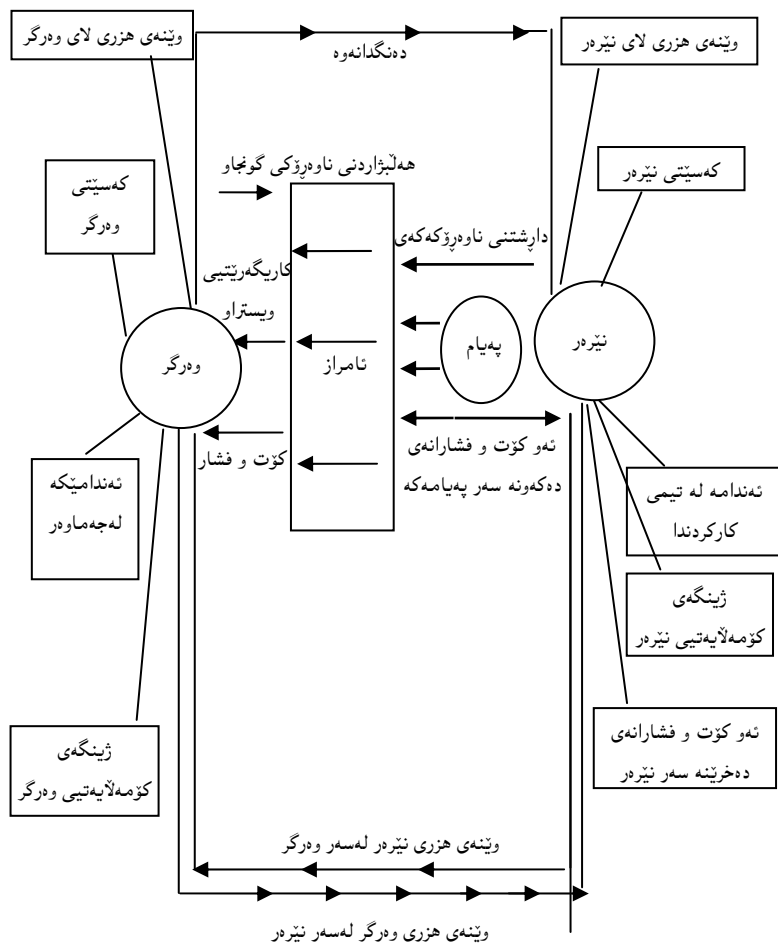 دەنگدانەوە
وێنەی هزری لای نێرەر
وێنەی هزری لای وەرگر
کەسێتی نێرەر
هەڵبژاردنی ناوەڕۆکی گونجاو
کەسێتی
وەرگر
داڕشتنی ناوەڕۆکەکەی
کاریگەرێتیی
ویستراو
نێرەر
پەیام
ئامراز
وەرگر
ئەو کۆت و فشارانەی
دەکەونە سەر پەیامەکە
کۆت و فشار
ئەندامە لە تیمی
کارکردندا
ئەندامێکە
لەجەماوەر
ژینگەی
کۆمەڵایەتیی نێرەر
ئەو کۆت و فشارانەی
دەخرێنە سەر نێرەر
ژینگەی
کۆمەڵایەتیی وەرگر
وێنەی هزری نێرەر لەسەر وەرگر
وێنەی هزری وەرگر لەسەر نێرەر